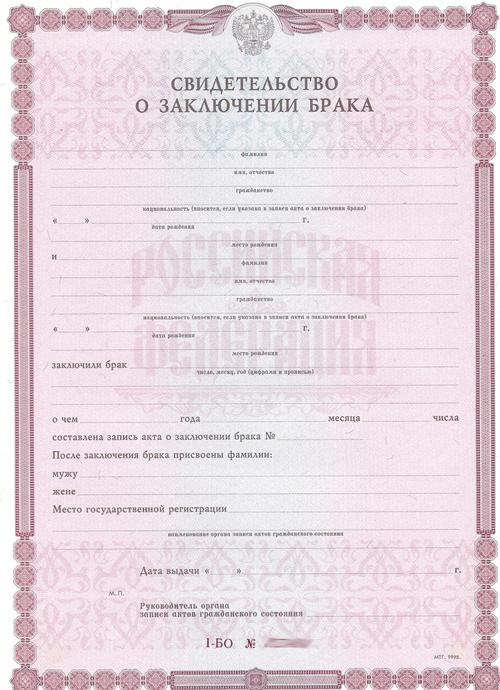 СВИДЕТЕЛЬСТВО
О ЗАКЛЮЧЕНИИ БРАКА
фамилия
имя, отчество
гражданство
национальность (вносится, если указана в записи акта о заключении брака)
« » г.
дата рождения
место рождения
и
фамилия
имя, отчество
гражданство
национальность (вносится, если указана в записи акта о заключении брака)
« » г.
дата рождения
место рождения
РОССИЙСКАЯ
ФЕДЕРАЦИЯ
заключили брак
число, месяц, год (цифрами и прописью)
о чем года месяца числа
составлена запись акта о заключении брака №
После заключения брака присвоены фамилии:
мужу
жене
Место государственной регистрации
наименование органа записи актов гражданского состояния
Дата выдачи « » г.
М.П.
Руководитель органа
записи актов гражданского состояния
I-БО №
МПГ. 1998.